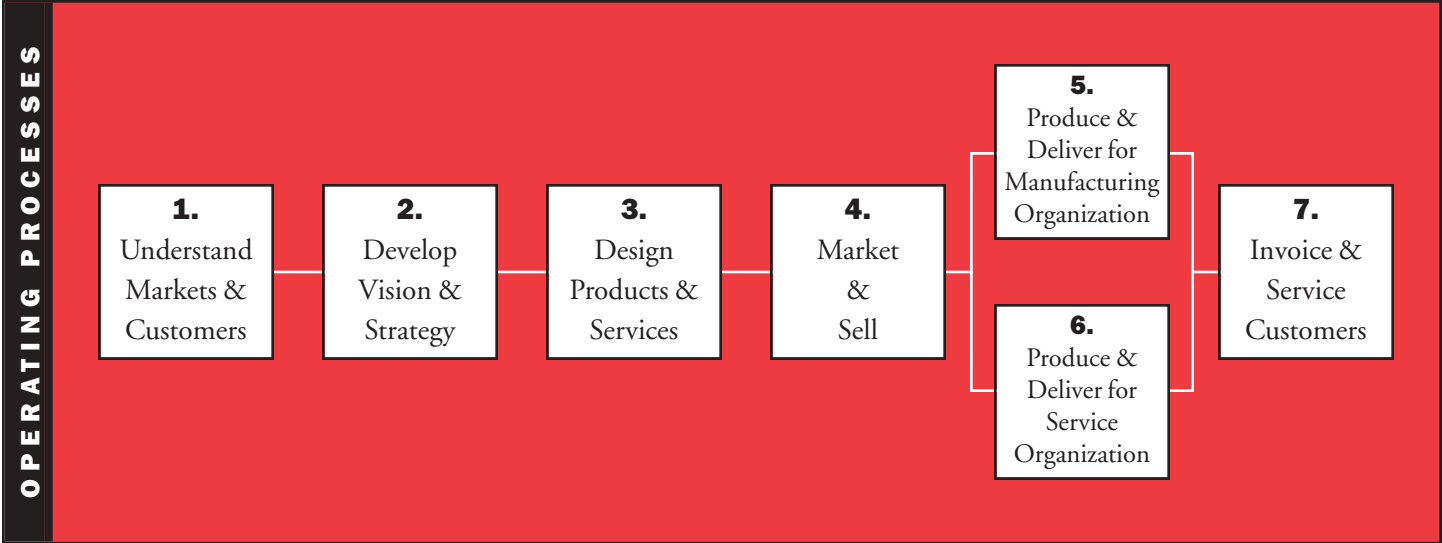 OPERATING PROCESSES
1.
Understand
Markets &
Customers
2.
Develop
Vision &
Strategy
3.
Design
Products &
Services
4.
Market
&
Sell
5.
Produce &
Deliver for
Manufacturing
Organization
6.
Produce &
Deliver for
Service
Organization
7.
Invoice &
Service
Customers